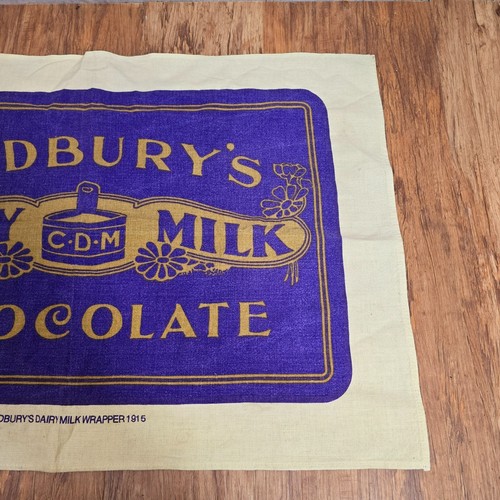 DBURY'S
Y C·D·M MILK
OCOLATE
DBURY'S DAIRY MILK WRAPPER 1915